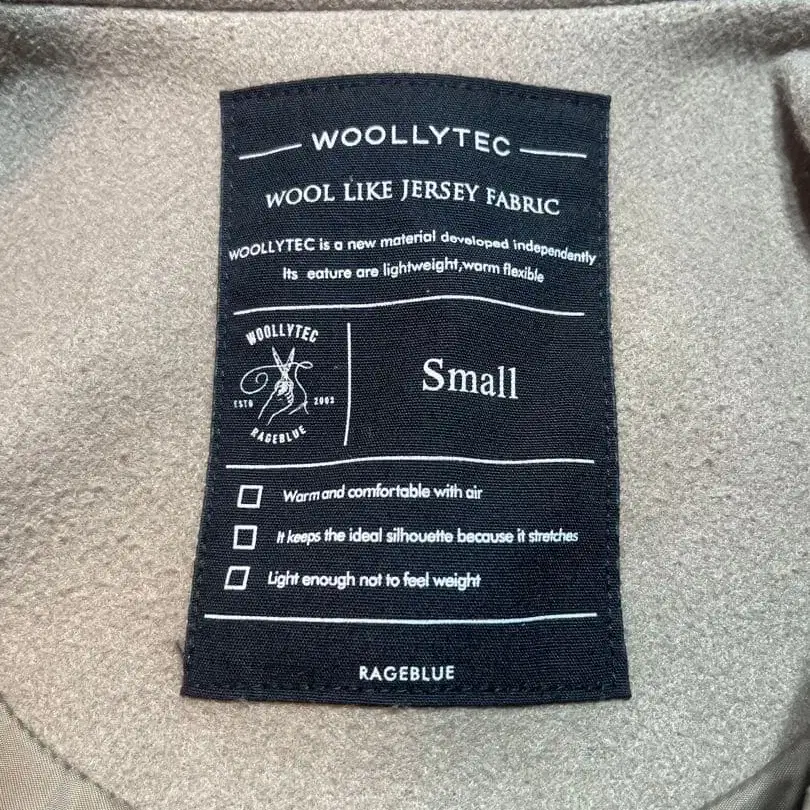 WOOLLYTEC
WOOL LIKE JERSEY FABRIC
WOOLLYTEC is a new material developed independently
Its eature are lightweight,warm flexible
WOOLLYTEC
ESTD 2002
RAGEBLUE
Small
Warm and comfortable with air
It keeps the ideal silhouette because it stretches
Light enough not to feel weight
RAGEBLUE